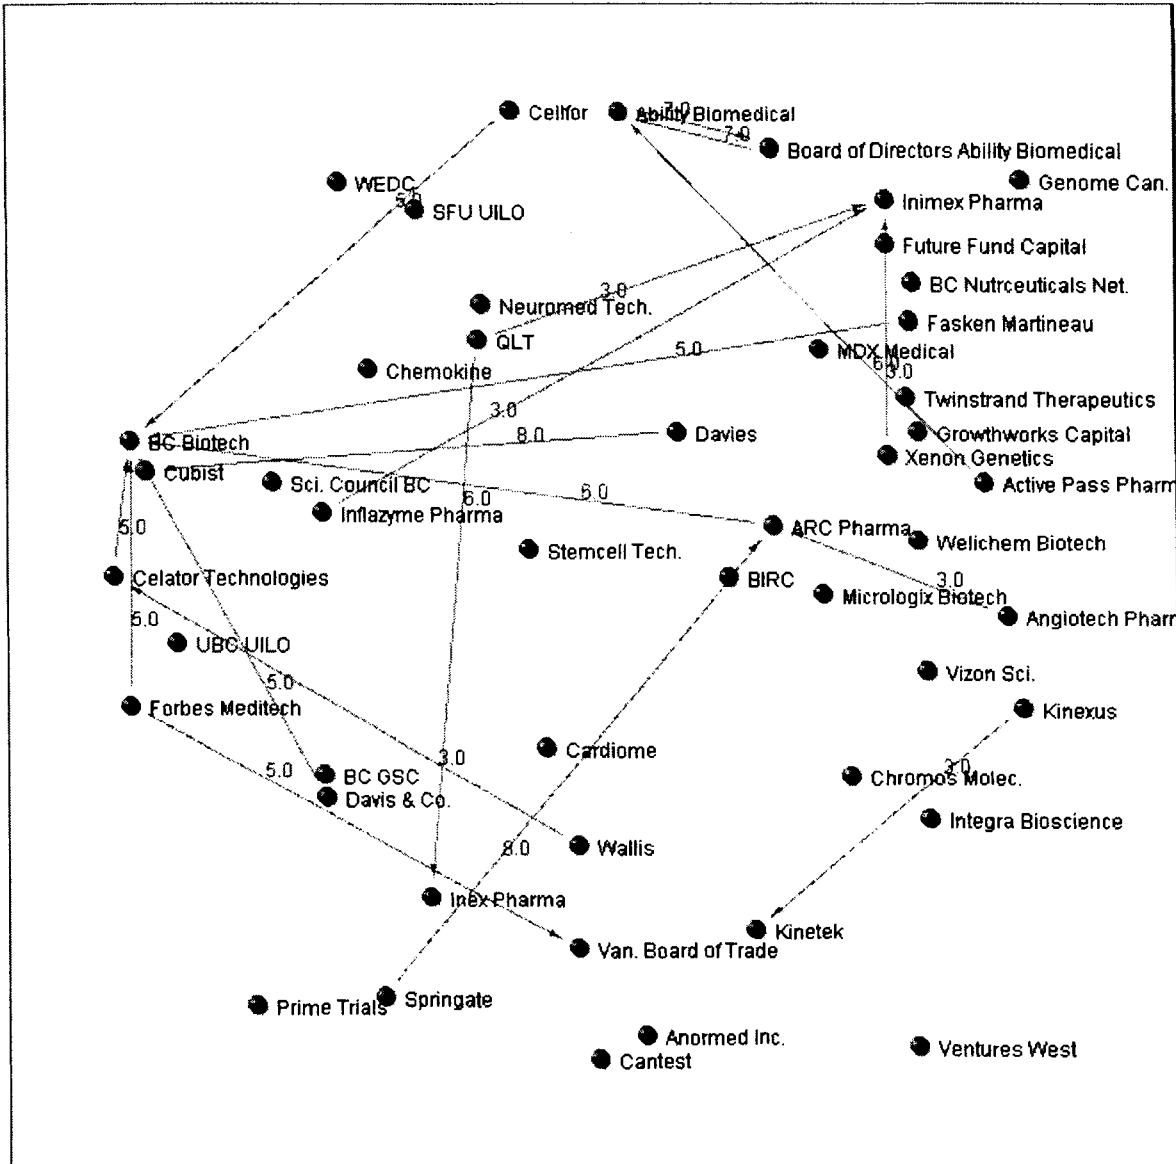 Cellfor
Ability Biomedical
7.0
7.0
Board of Directors Ability Biomedical
WEDC
Genome Can.
SFU UILO
Inimex Pharma
Future Fund Capital
BC Nutrceuticals Net.
3.0
Neuromed Tech.
Fasken Martineau
QLT
5.0
MDX Medical
Chemokine
3.0
Twinstrand Therapeutics
3.0
BC Biotech
8.0
Davies
Growthworks Capital
Xenon Genetics
Cubist
Sci. Council BC
Active Pass Pharm
6.0
6.0
Inflazyme Pharma
5.0
ARC Pharma
Welichem Biotech
Stemcell Tech.
Celator Technologies
BIRC
3.0
Micrologix Biotech
Angiotech Pharm
5.0
UBC UILO
Vizon Sci.
5.0
Forbes Meditech
Kinexus
Cardiome
3.0
5.0
BC GSC
Chromos Molec.
3.0
Davis & Co.
Integra Bioscience
Wallis
Inex Pharma
Kinetek
Van. Board of Trade
Prime Trials
Springate
Anormed Inc.
Cantest
Ventures West